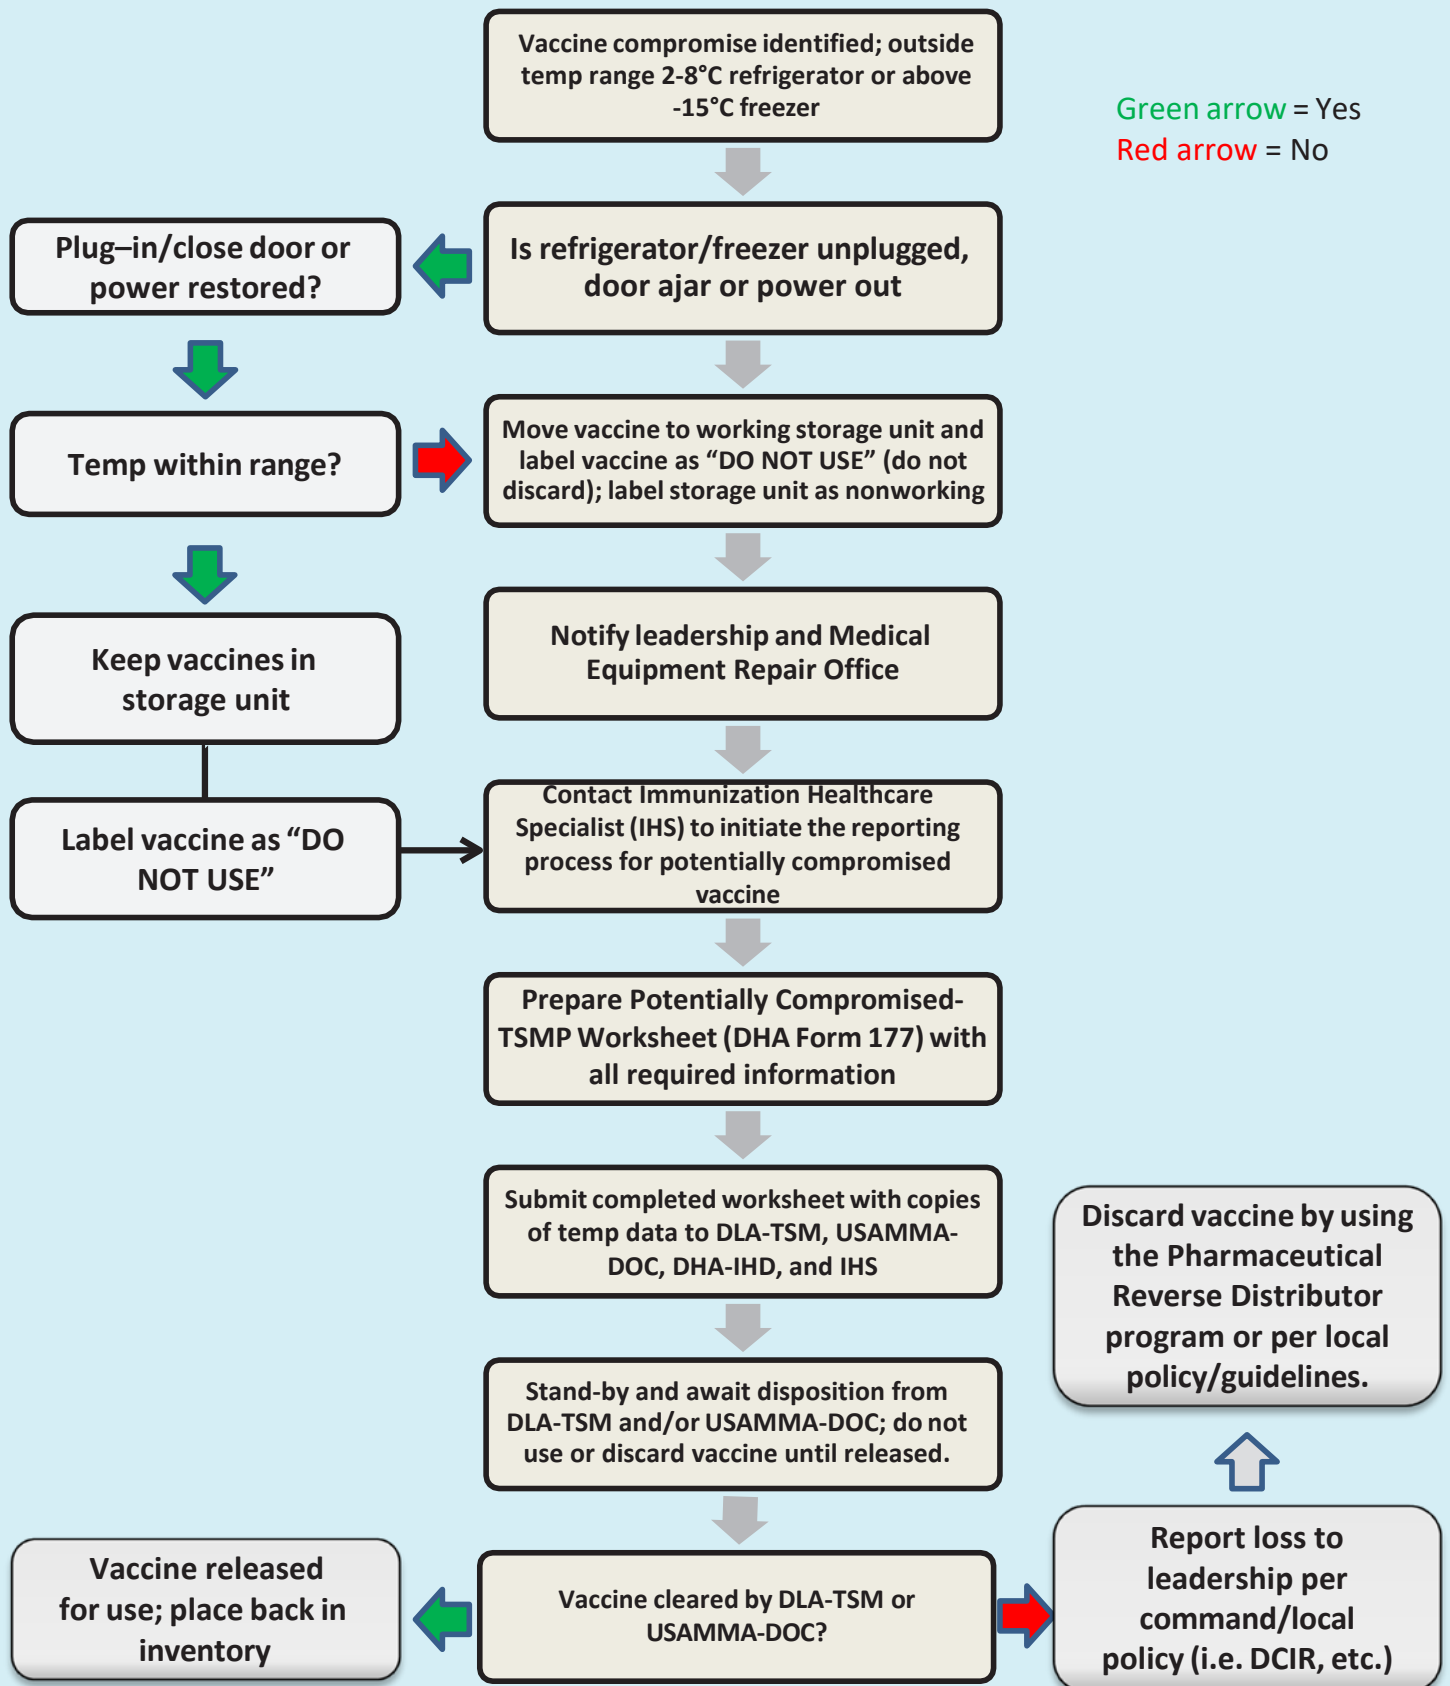 Vaccine compromise identified; outside
temp range 2-8°C refrigerator or above
-15°C freezer
Green arrow = Yes
Red arrow = No
Plug–in/close door or
power restored?
Is refrigerator/freezer unplugged,
door ajar or power out
Temp within range?
Move vaccine to working storage unit and
label vaccine as “DO NOT USE” (do not
discard); label storage unit as nonworking
Keep vaccines in
storage unit
Notify leadership and Medical
Equipment Repair Office
Label vaccine as “DO
NOT USE”
Contact Immunization Healthcare
Specialist (IHS) to initiate the reporting
process for potentially compromised
vaccine
Prepare Potentially Compromised-
TSMP Worksheet (DHA Form 177) with
all required information
Submit completed worksheet with copies
of temp data to DLA-TSM, USAMMA-
DOC, DHA-IHD, and IHS
Stand-by and await disposition from
DLA-TSM and/or USAMMA-DOC; do not
use or discard vaccine until released.
Vaccine cleared by DLA-TSM or
USAMMA-DOC?
Vaccine released
for use; place back in
inventory
Report loss to
leadership per
command/local
policy (i.e. DCIR, etc.)
Discard vaccine by using
the Pharmaceutical
Reverse Distributor
program or per local
policy/guidelines.